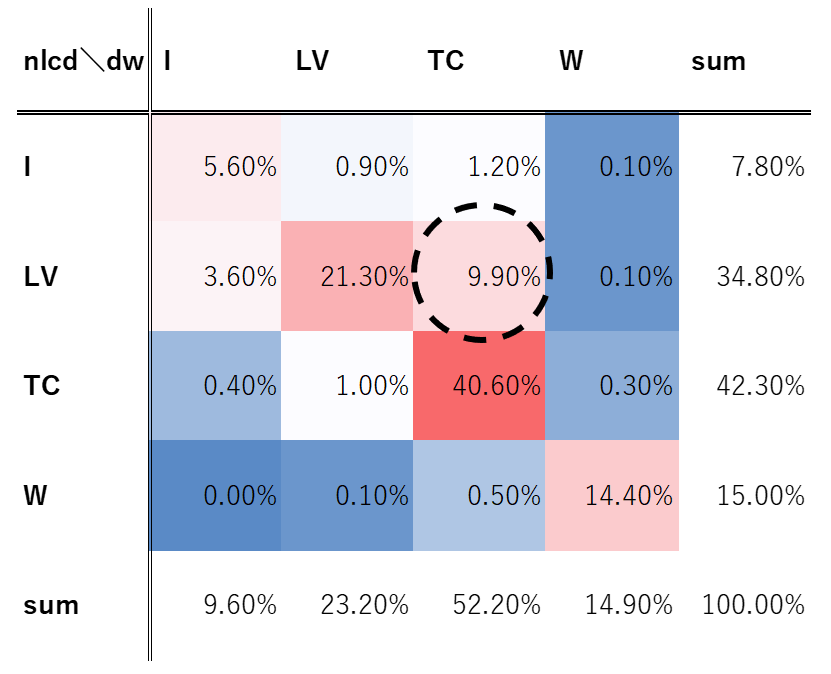 nlcd＼dw I LV TC W sum
I 5.60% 0.90% 1.20% 0.10% 7.80%
LV 3.60% 21.30% 9.90% 0.10% 34.80%
TC 0.40% 1.00% 40.60% 0.30% 42.30%
W 0.00% 0.10% 0.50% 14.40% 15.00%
sum 9.60% 23.20% 52.20% 14.90% 100.00%